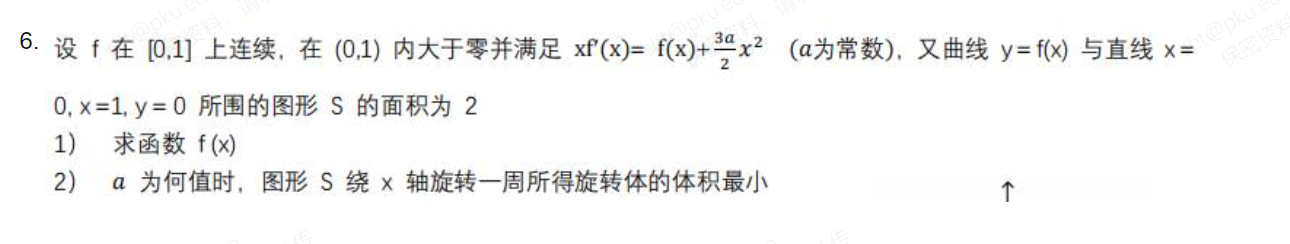 6. 设 f 在 [0,1] 上连续，在 (0,1) 内大于零并满足 xf'(x)= f(x)+\frac{3a}{2}x² (a为常数)，又曲线 y=f(x) 与直线 x=
0, x=1, y=0 所围的图形 S 的面积为 2
1) 求函数 f(x)
2) a 为何值时，图形 S 绕 x 轴旋转一周所得旋转体的体积最小
↑